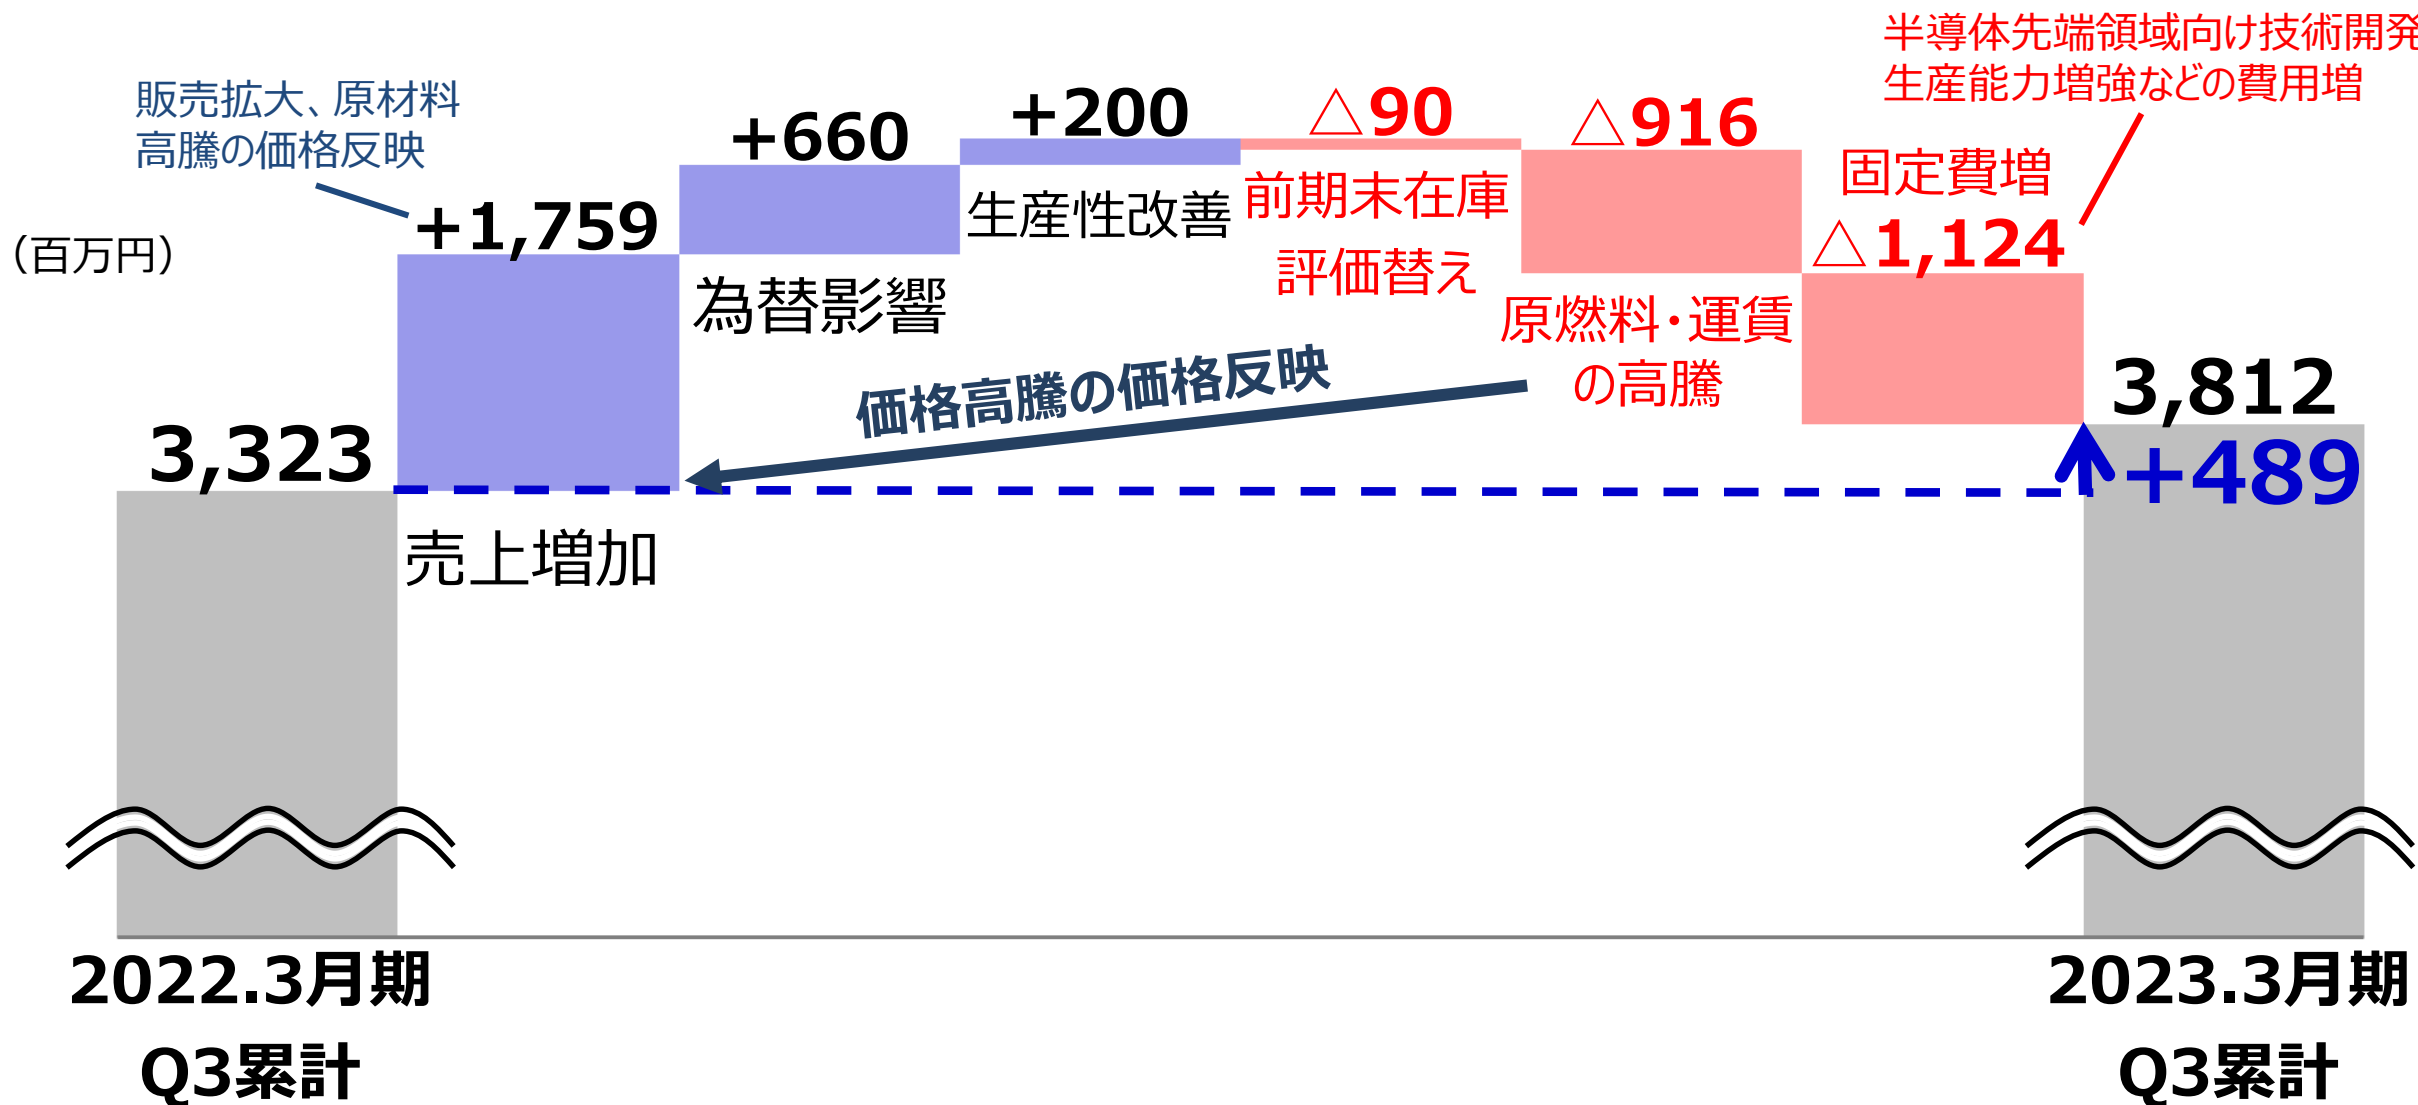 半導体先端領域向け技術開発
生産能力増強などの費用増
販売拡大、原材料
高騰の価格反映
（百万円）
+1,759
+660
+200
△90
△916
固定費増
△1,124
生産性改善
前期末在庫
評価替え
為替影響
原燃料・運賃
の高騰
価格高騰の価格反映
3,323
3,812
+489
売上増加
2022.3月期
Q3累計
2023.3月期
Q3累計